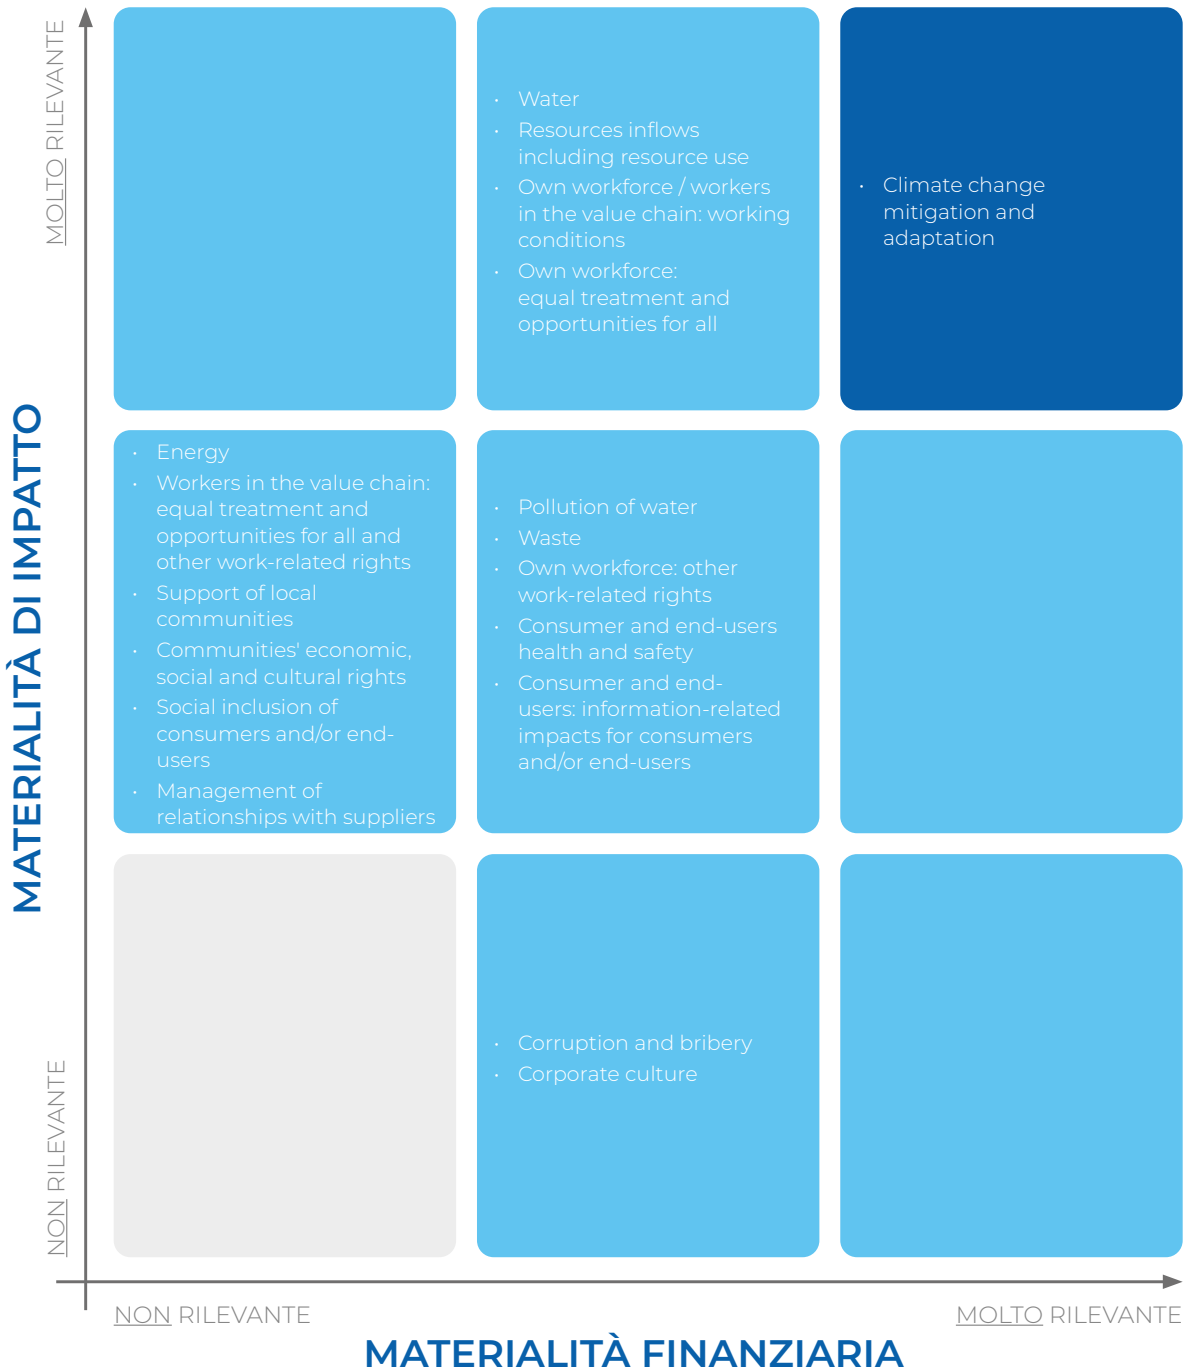 MOLTO RILEVANTE
• Water
• Resources inflows
including resource use
• Own workforce / workers
in the value chain: working
conditions
• Own workforce:
equal treatment and
opportunities for all
• Climate change
mitigation and
adaptation
MATERIALITÀ DI IMPATTO
• Energy
• Workers in the value chain:
equal treatment and
opportunities for all and
other work-related rights
• Support of local
communities
• Communities' economic,
social and cultural rights
• Social inclusion of
consumers and/or end-
users
• Management of
relationships with suppliers
• Pollution of water
• Waste
• Own workforce: other
work-related rights
• Consumer and end-users
health and safety
• Consumer and end-
users: information-related
impacts for consumers
and/or end-users
• Corruption and bribery
• Corporate culture
NON RILEVANTE
NON RILEVANTE
MOLTO RILEVANTE
MATERIALITÀ FINANZIARIA